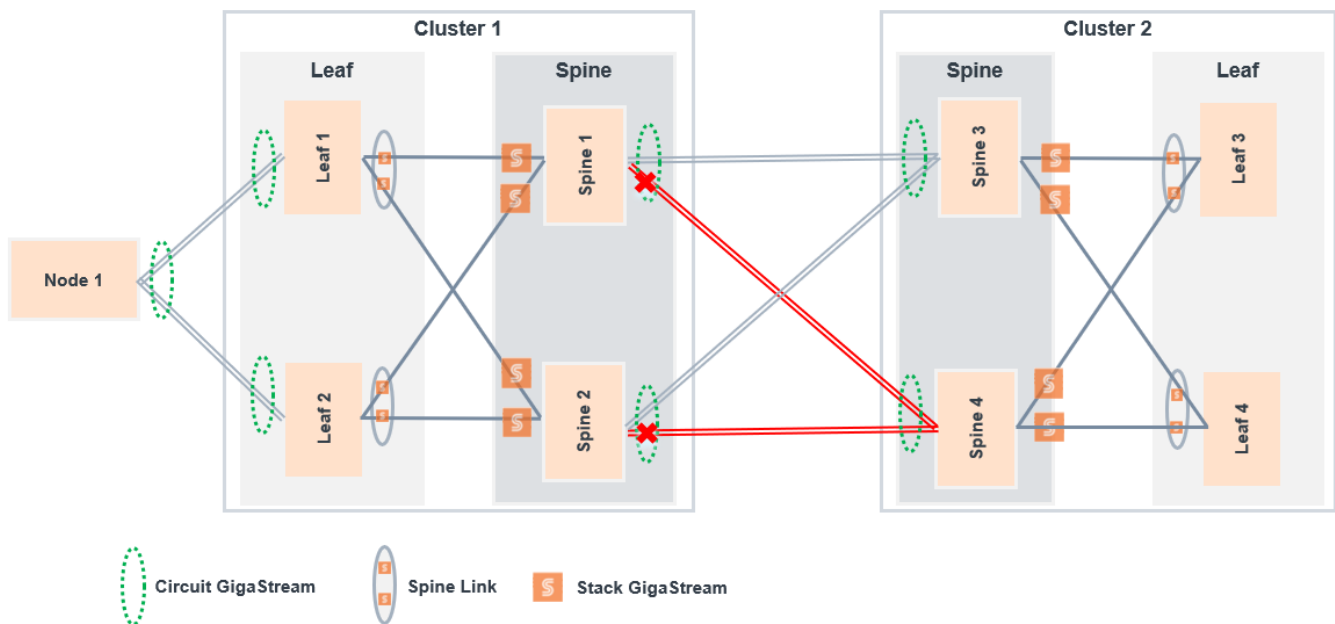 Cluster 1
Cluster 2
Leaf
Spine
Spine
Leaf
Leaf 1
Spine 1
Spine 3
Leaf 3
Node 1
Leaf 2
Spine 2
Spine 4
Leaf 4
Circuit GigaStream
Spine Link
Stack GigaStream